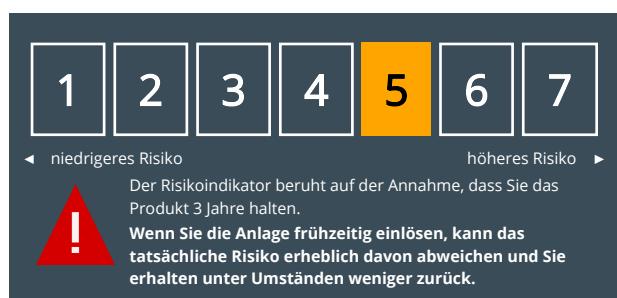 1 2 3 4 5 6 7
◄ niedrigeres Risiko höheres Risiko ►
Der Risikoindikator beruht auf der Annahme, dass Sie das
Produkt 3 Jahre halten.
!
Wenn Sie die Anlage frühzeitig einlösen, kann das
tatsächliche Risiko erheblich davon abweichen und Sie
erhalten unter Umständen weniger zurück.